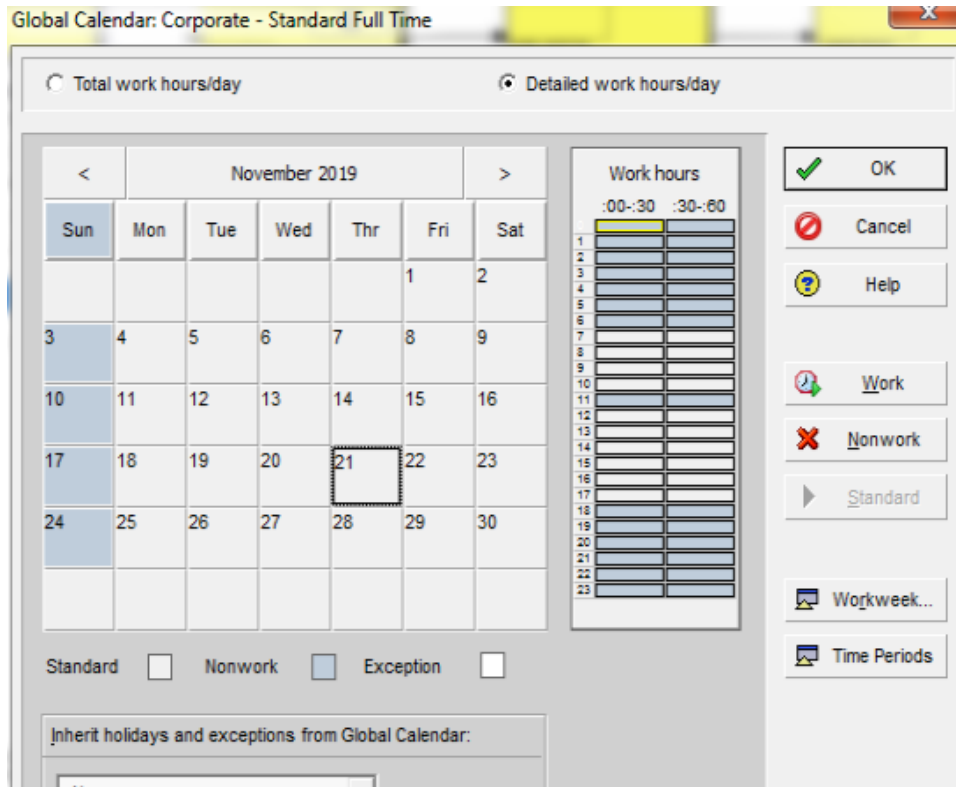 Global Calendar: Corporate - Standard Full Time
Total work hours/day Detailed work hours/day
< November 2019 >
Sun Mon Tue Wed Thr Fri Sat
1 2
3 4 5 6 7 8 9
10 11 12 13 14 15 16
17 18 19 20 21 22 23
24 25 26 27 28 29 30
Standard Nonwork Exception
Inherit holidays and exceptions from Global Calendar:
Work hours
:00-:30 :30-:60
1
2
3
4
5
6
7
8
9
10
11
12
13
14
15
16
17
18
19
20
21
22
23
OK
Cancel
Help
Work
Nonwork
Standard
Workweek...
Time Periods